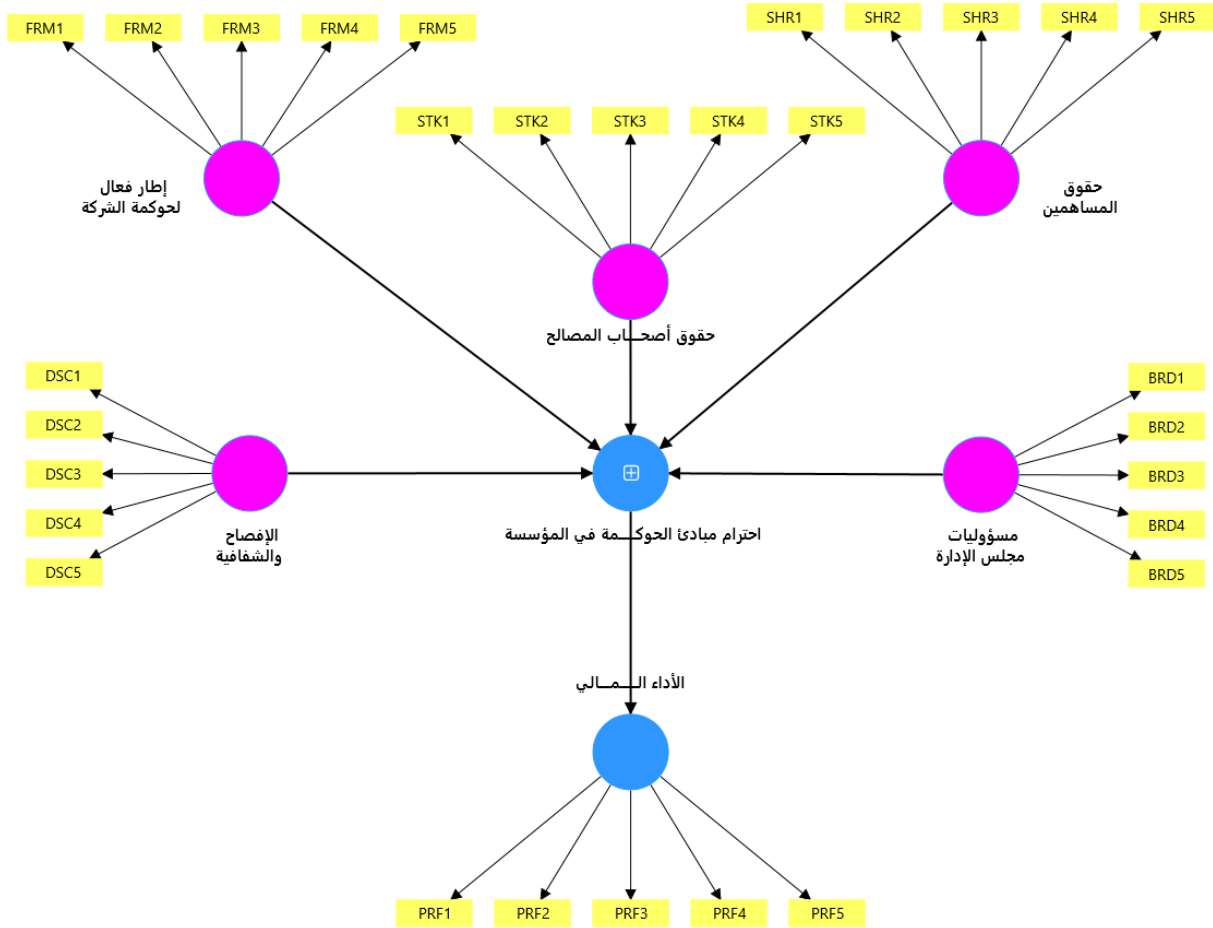 FRM1 FRM2 FRM3 FRM4 FRM5
SHR1 SHR2 SHR3 SHR4 SHR5
STK1 STK2 STK3 STK4 STK5
إطار فعال
لحوكمة الشركة
حقوق
المساهمين
حقوق أصحـــاب المصالح
DSC1
DSC2
DSC3
DSC4
DSC5
BRD1
BRD2
BRD3
BRD4
BRD5
الإفصاح
والشفافية
احترام مبادئ الحوكـــمة في المؤسسة
مسؤوليات
مجلس الإدارة
الأداء الـــمـــالي
PRF1 PRF2 PRF3 PRF4 PRF5